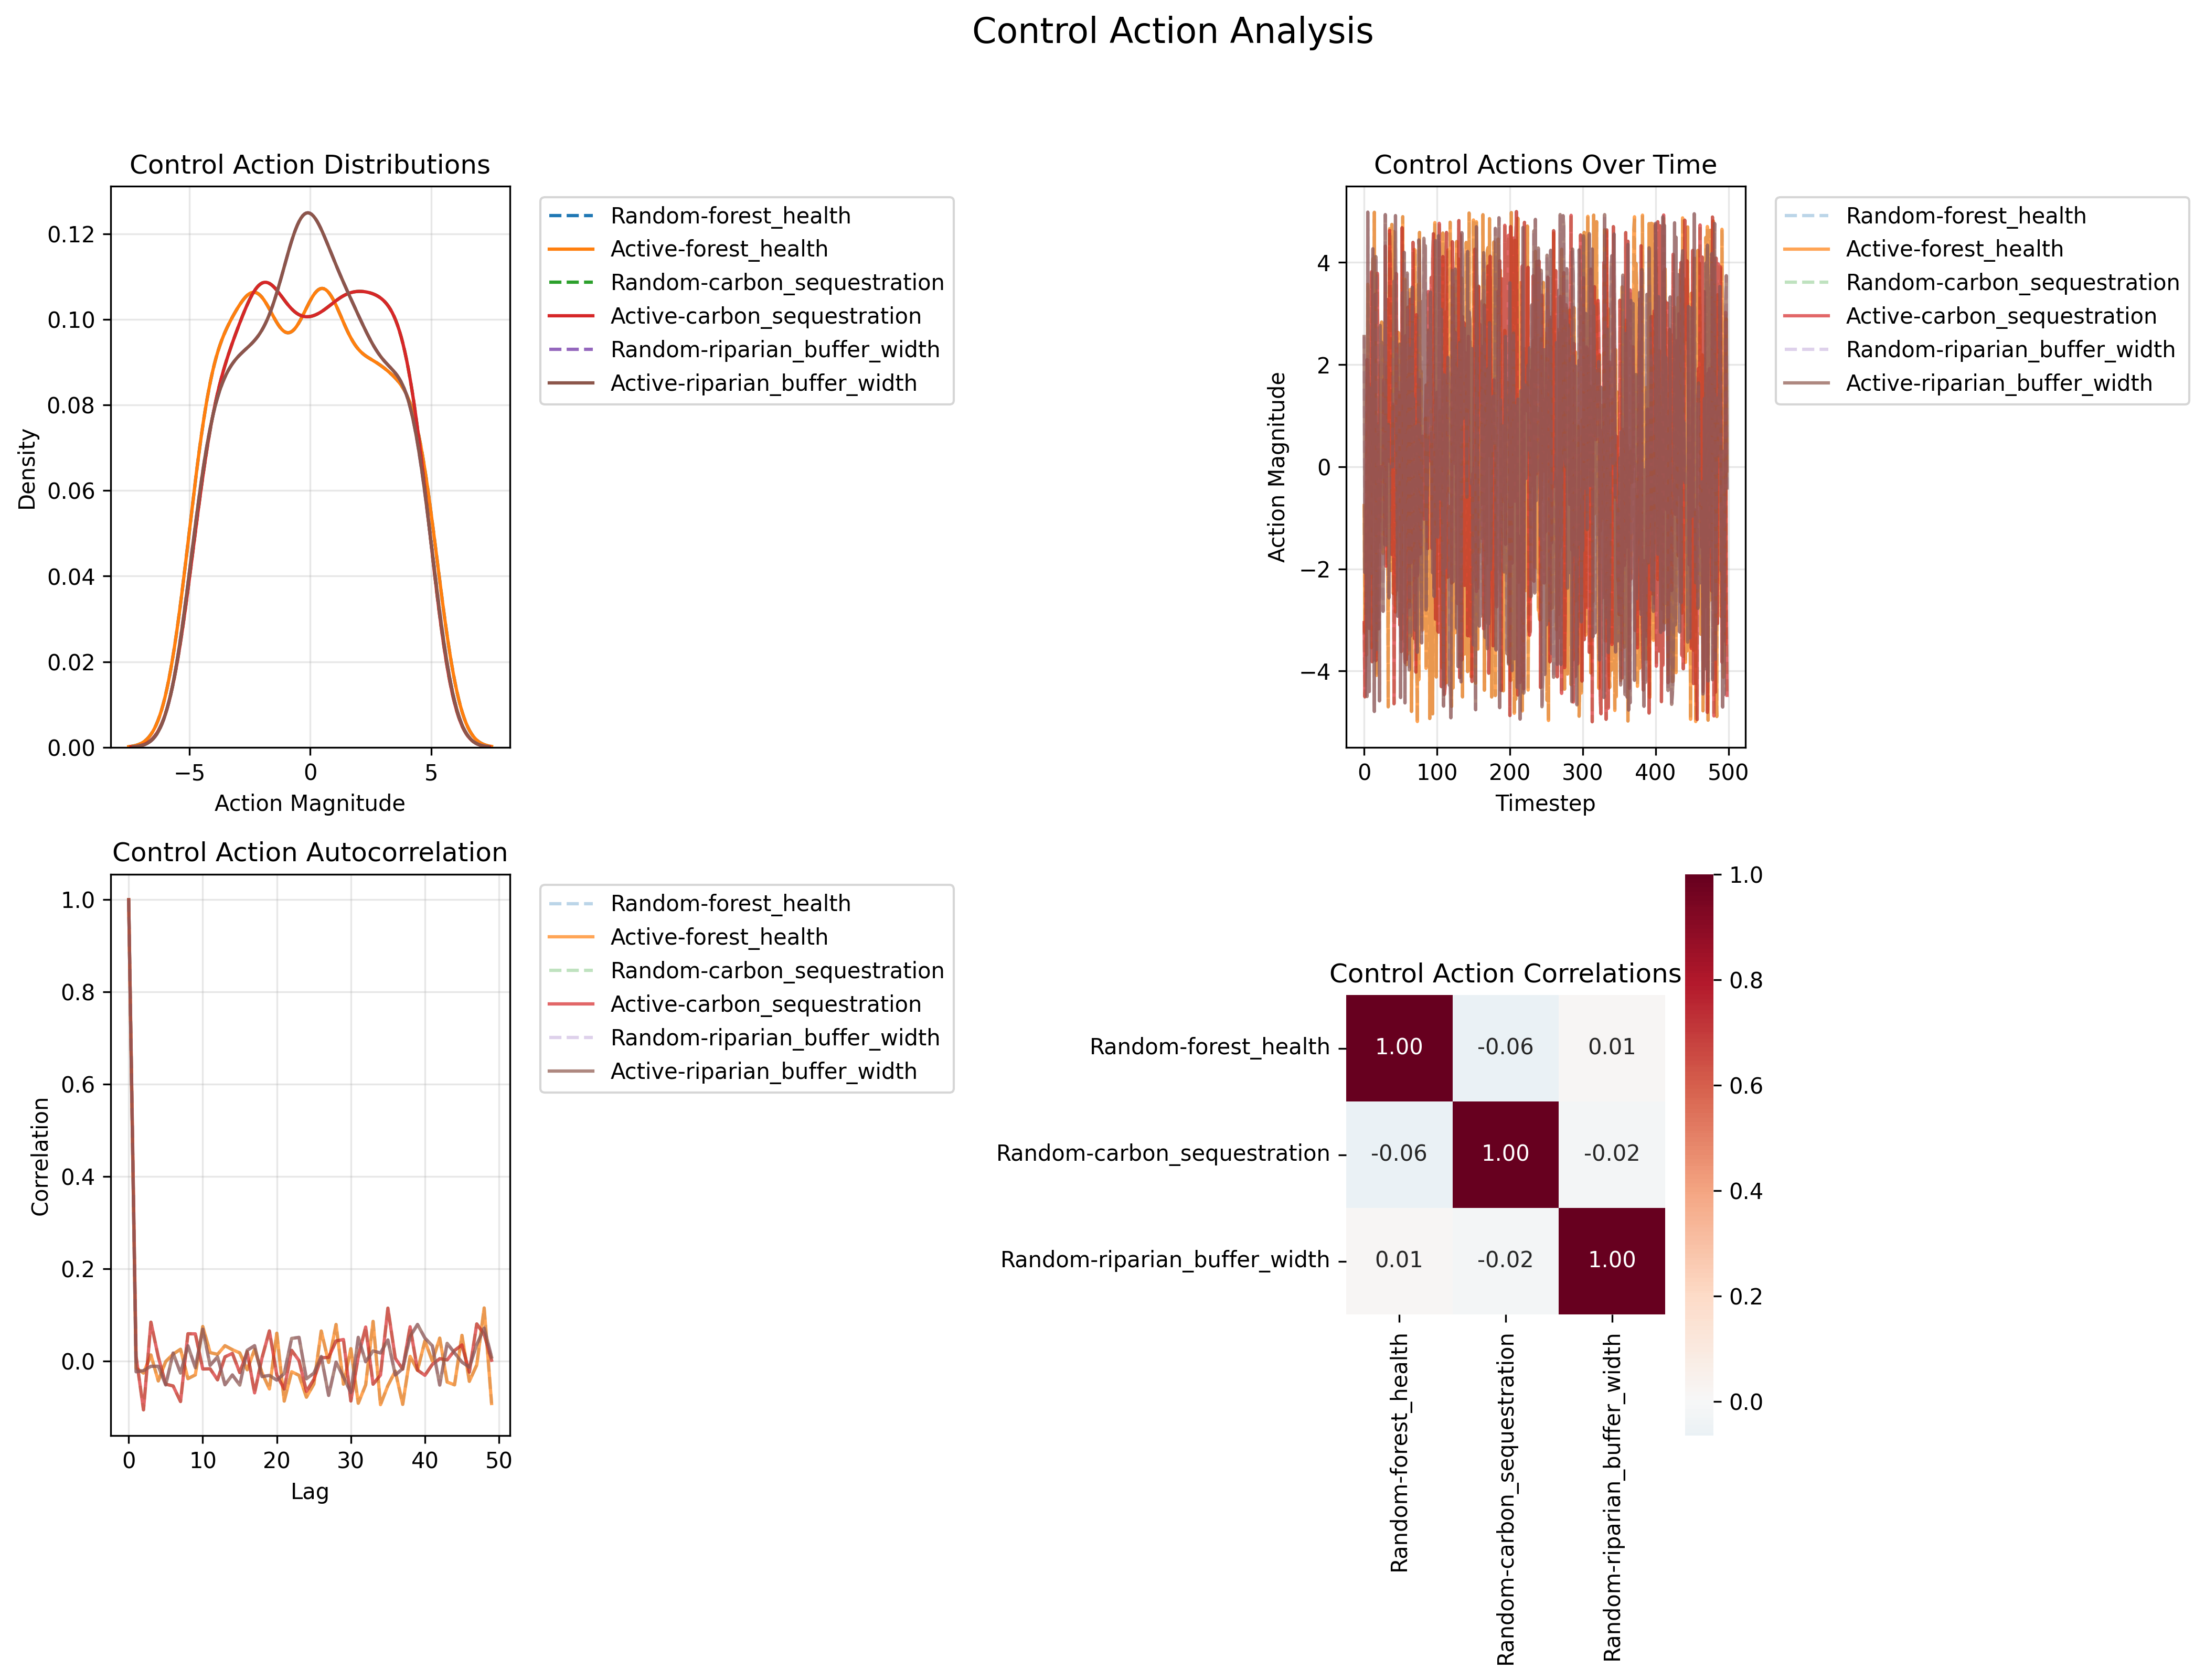 Control Action Analysis
Control Action Distributions
0.12
0.10
0.08
0.06
0.04
0.02
0.00
Density
−5 0 5
Action Magnitude
Random-forest_health
Active-forest_health
Random-carbon_sequestration
Active-carbon_sequestration
Random-riparian_buffer_width
Active-riparian_buffer_width
Control Actions Over Time
4
2
0
−2
−4
Action Magnitude
0 100 200 300 400 500
Timestep
Random-forest_health
Active-forest_health
Random-carbon_sequestration
Active-carbon_sequestration
Random-riparian_buffer_width
Active-riparian_buffer_width
Control Action Autocorrelation
1.0
0.8
0.6
0.4
0.2
0.0
Correlation
0 10 20 30 40 50
Lag
Random-forest_health
Active-forest_health
Random-carbon_sequestration
Active-carbon_sequestration
Random-riparian_buffer_width
Active-riparian_buffer_width
Control Action Correlations
Random-forest_health 1.00 -0.06 0.01
Random-carbon_sequestration -0.06 1.00 -0.02
Random-riparian_buffer_width 0.01 -0.02 1.00
Random-forest_health
Random-carbon_sequestration
Random-riparian_buffer_width
1.0
0.8
0.6
0.4
0.2
0.0